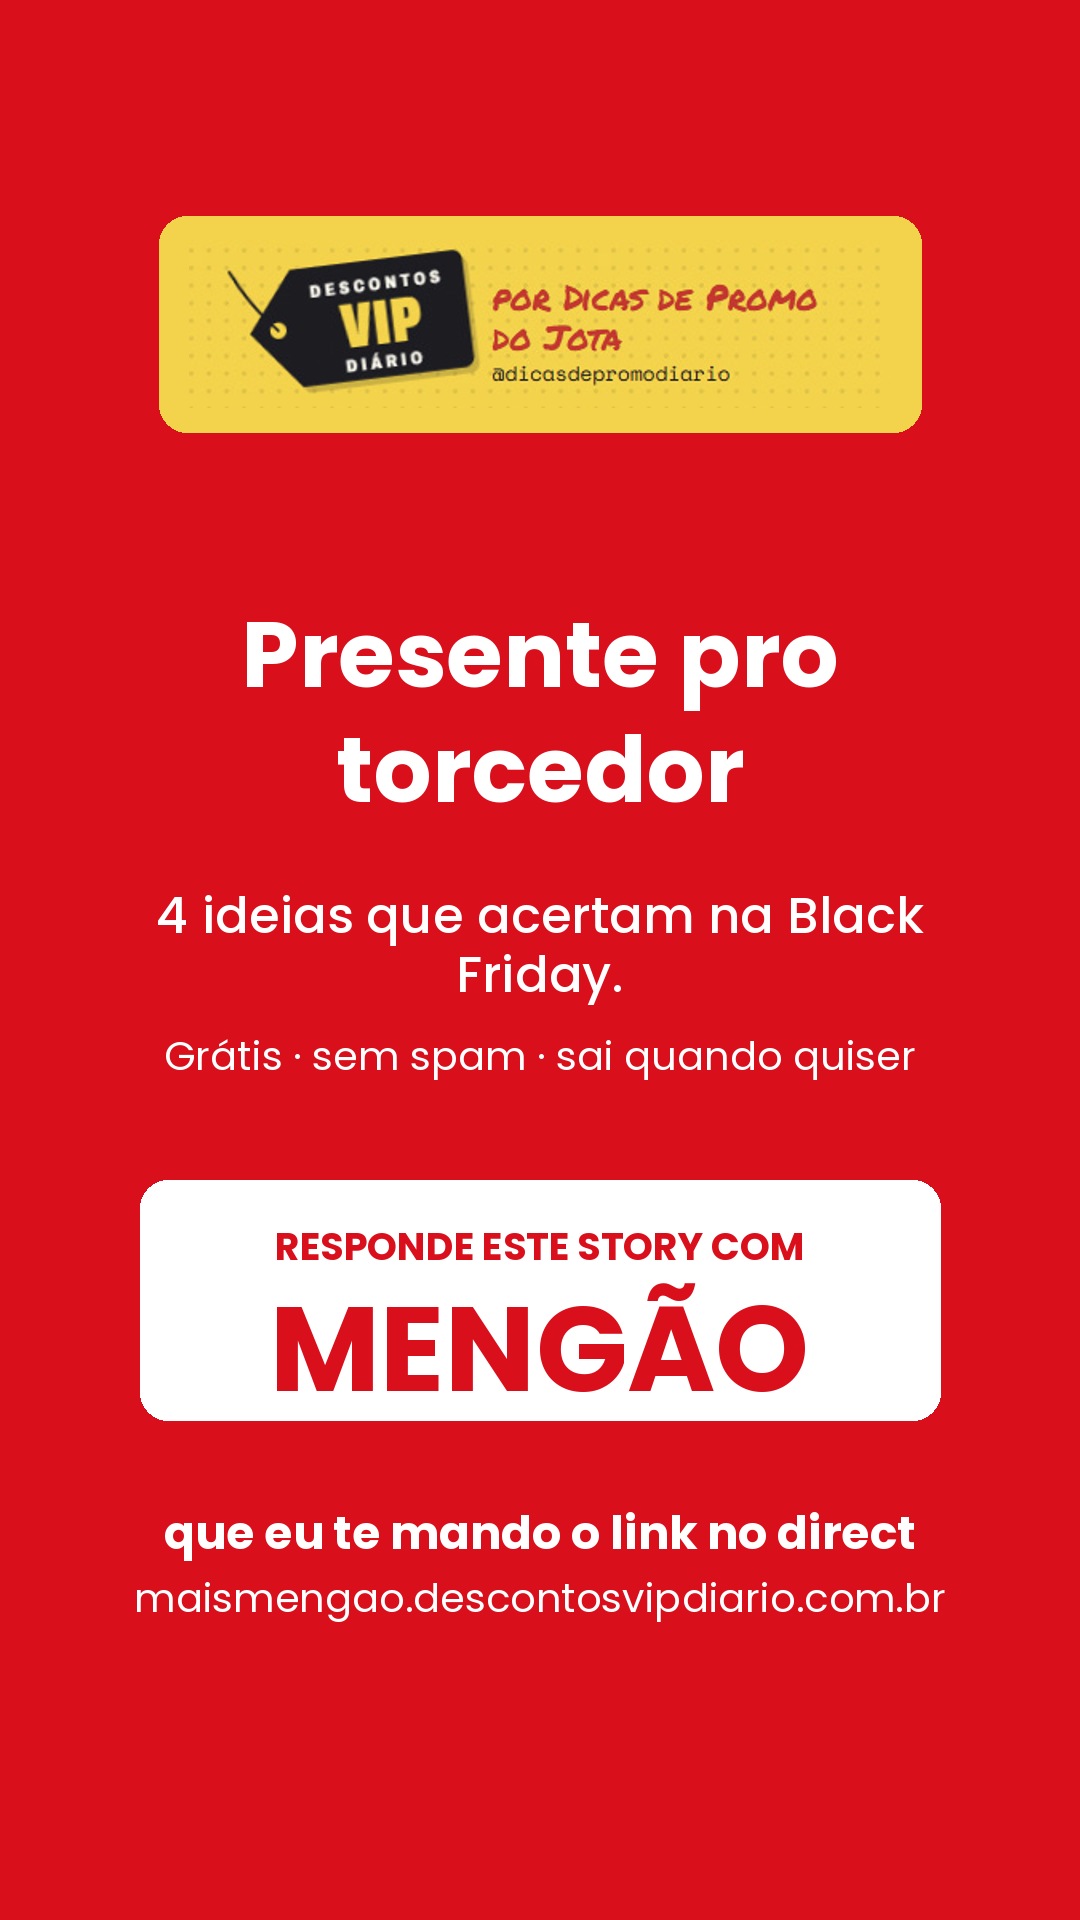 DESCONTOS
VIP
DIÁRIO
por Dicas de Promo
do Jota
@dicasdepromodiario
Presente pro
torcedor
4 ideias que acertam na Black
Friday.
Grátis · sem spam · sai quando quiser
RESPONDE ESTE STORY COM
MENGÃO
que eu te mando o link no direct
maismengao.descontosvipdiario.com.br